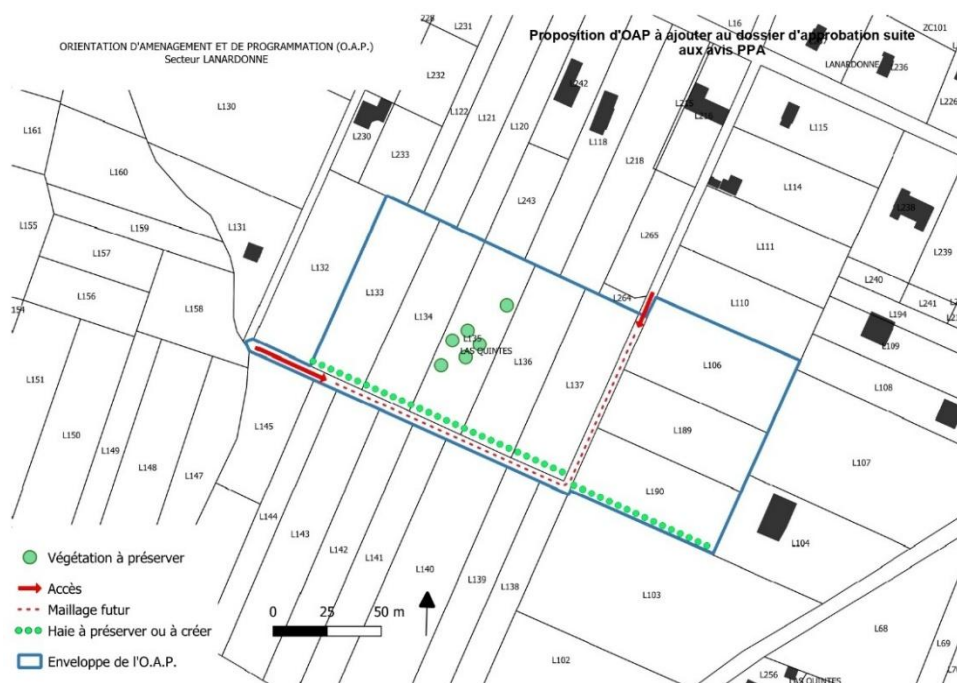 ORIENTATION D'AMENAGEMENT ET DE PROGRAMMATION (O.A.P.)
Secteur LANARDONNE
Proposition d'OAP à ajouter au dossier d'approbation suite
aux avis PPA
L231
L16
ZC101
LANARDONNE
L236
L232
L242
L226
L130
L122
L121
L120
L115
L161
L230
L118
L233
L218
L160
L114
L243
L238
L155
L159
L131
L265
L111
L239
L157
L132
L240
L156
L133
L264
L110
L241
L158
L134
L194
L135
LAS QUINTES
L109
L136
L106
L151
L137
L108
L150
L145
L189
L149
L148
L147
L107
L190
L144
L143
L104
L142
L141
L140
L139
L138
L103
L68
L69
L102
L256
LAS QUINTES
Végétation à préserver
Accès
Maillage futur
Haie à préserver ou à créer
Enveloppe de l'O.A.P.
0 25 50 m